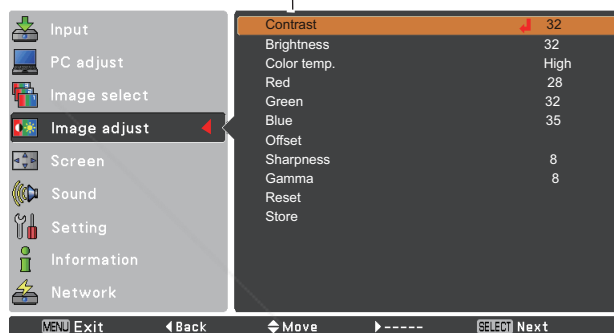 Input
PC adjust
Image select
Image adjust
Screen
Sound
Setting
Information
Network
Contrast 32
Brightness 32
Color temp. High
Red 28
Green 32
Blue 35
Offset
Sharpness 8
Gamma 8
Reset
Store
MENU Exit ◀Back Move ▶----- SELECT Next